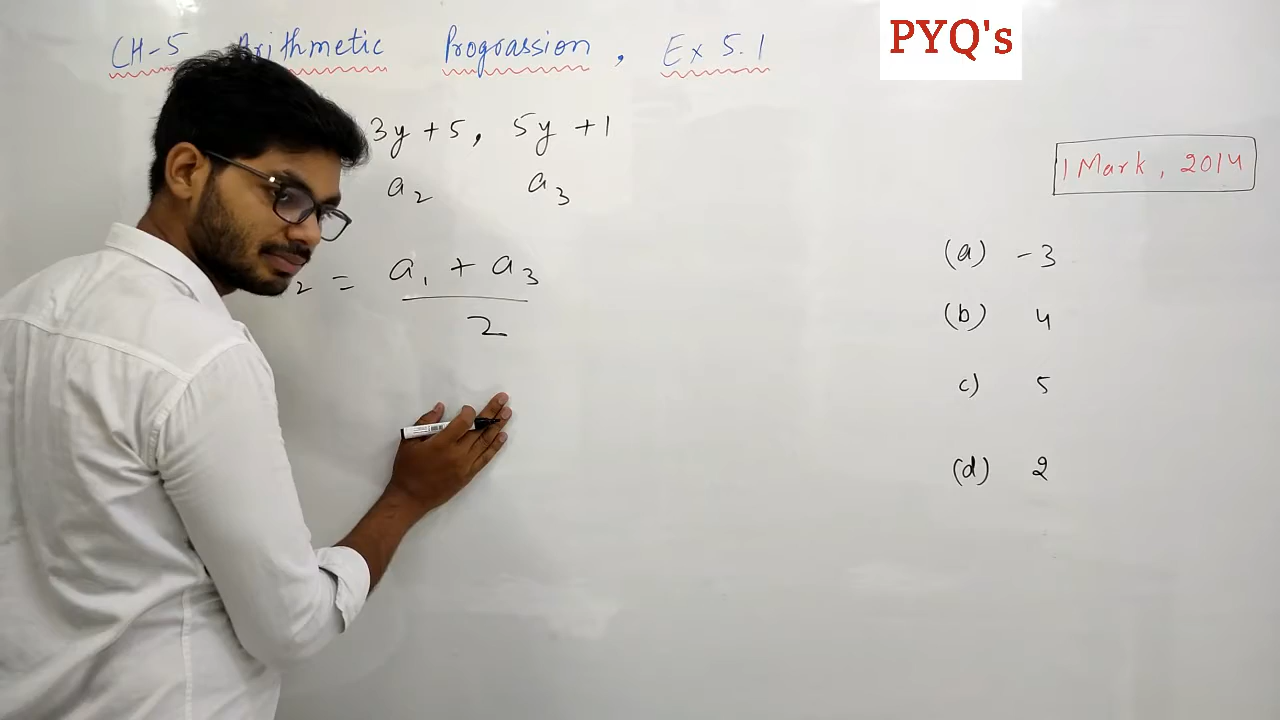 CH-5 Arithmetic Prograssion, Ex 5.1
PYQ's
3y + 5, 5y + 1
a2 a3
1 Mark, 2014
2 = a1 + a3
2
(a) -3
(b) 4
c) 5
(d) 2